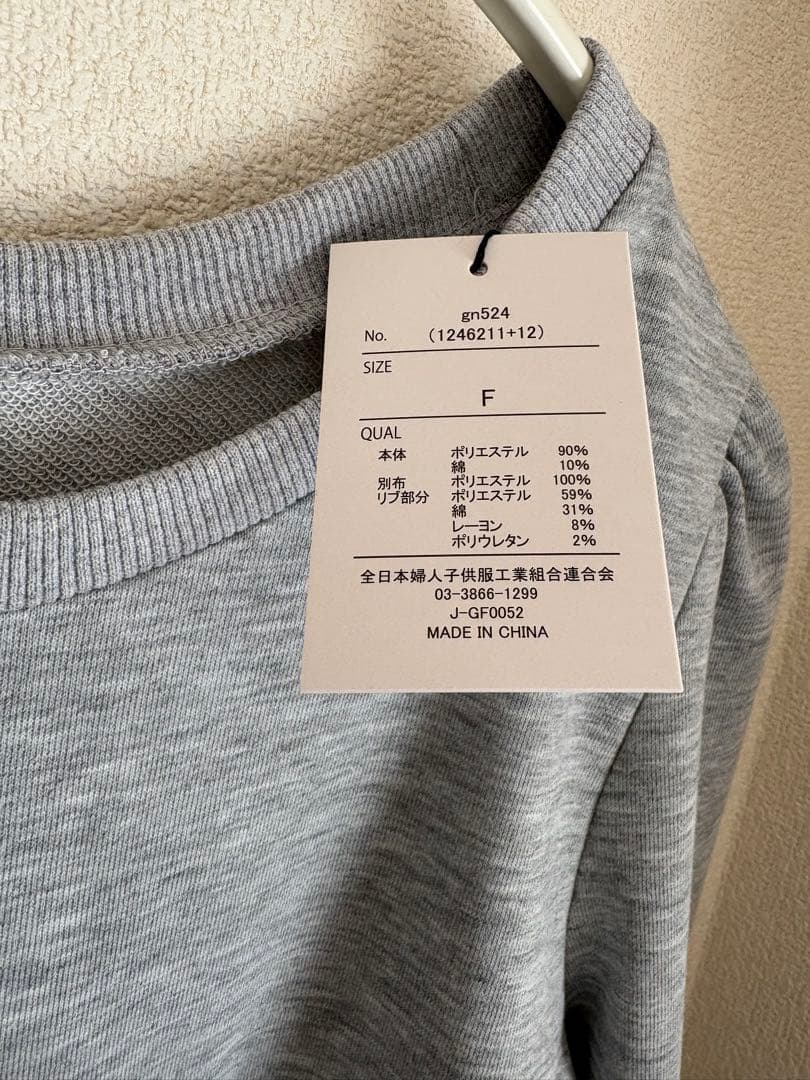 gn524
No. (1246211+12)
SIZE
F
QUAL
本体 ポリエステル 90%
綿 10%
別布 ポリエステル 100%
リブ部分 ポリエステル 59%
綿 31%
レーヨン 8%
ポリウレタン 2%
全日本婦人子供服工業組合連合会
03-3866-1299
J-GF0052
MADE IN CHINA